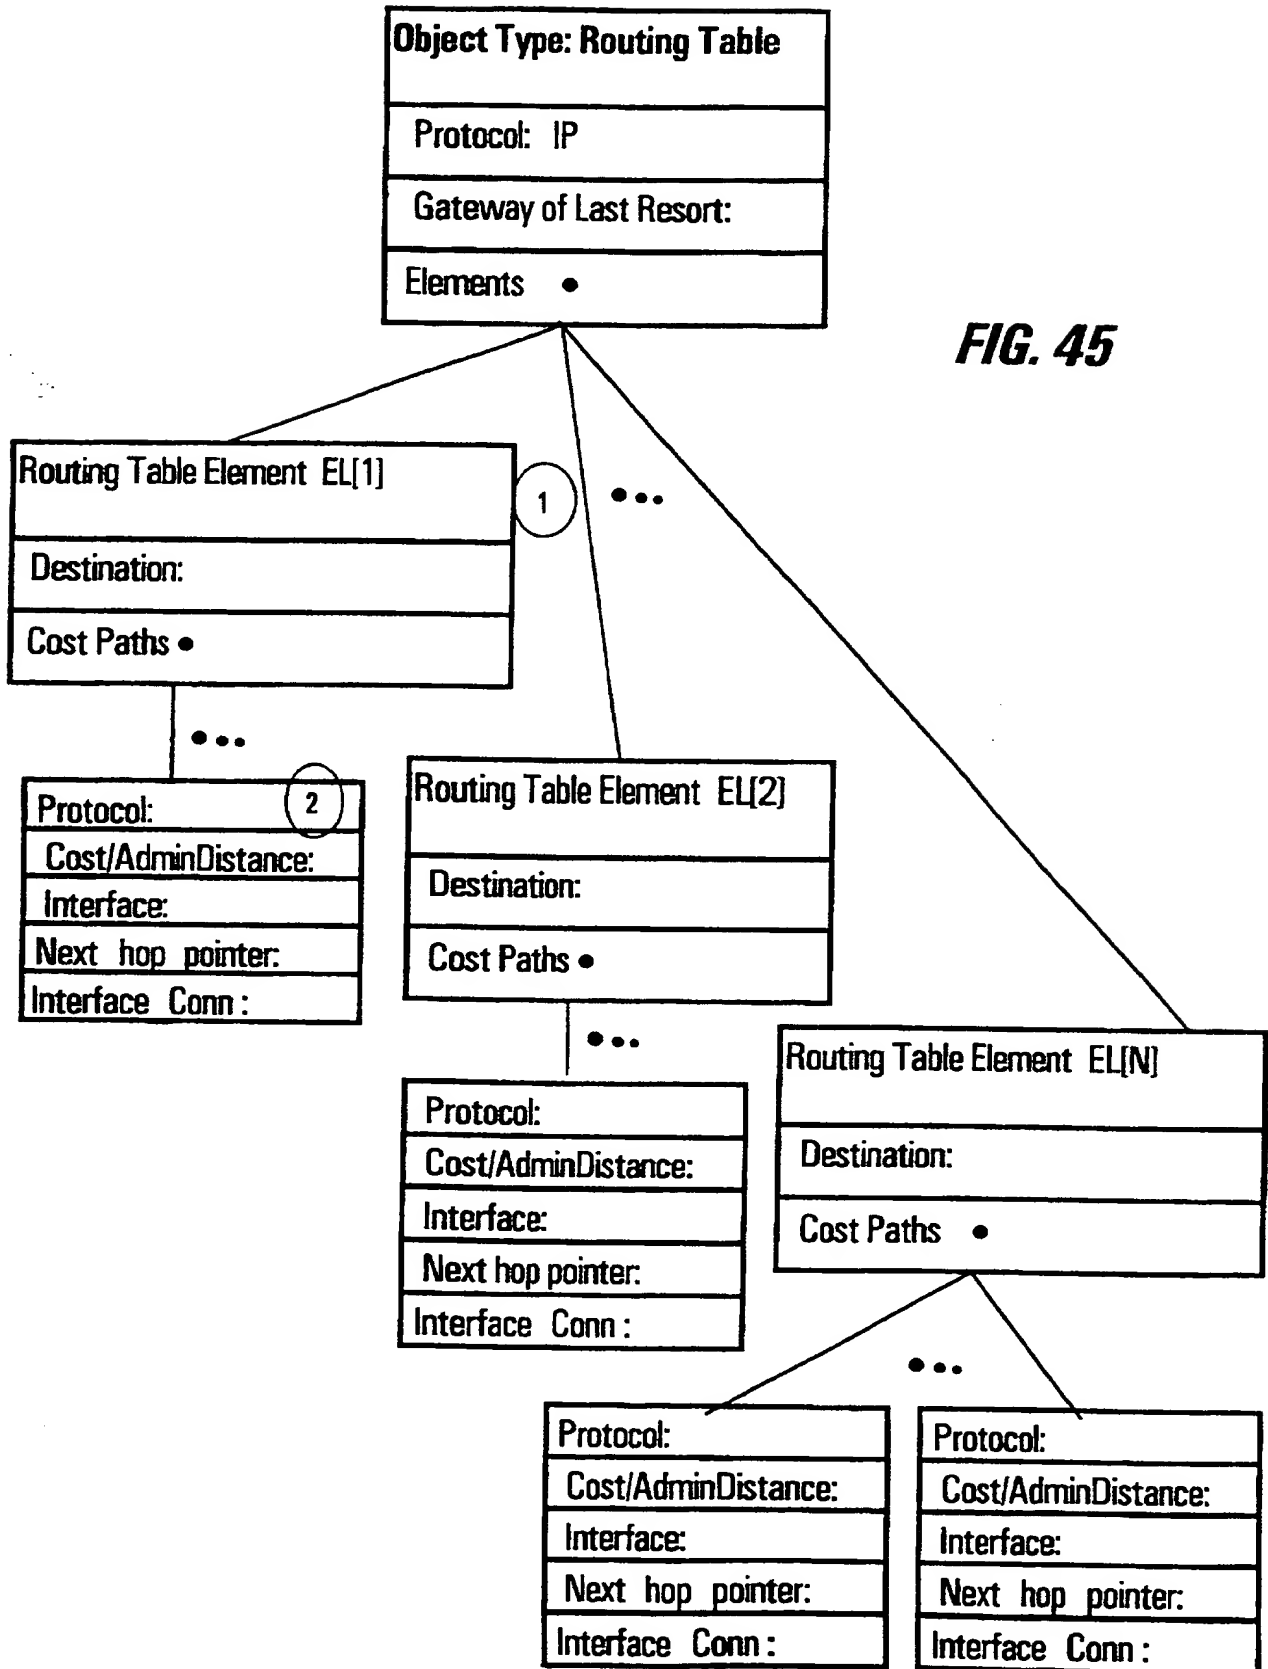 Object Type: Routing Table
Protocol: IP
Gateway of Last Resort:
Elements •
FIG. 45
Routing Table Element EL[1]
1
Destination:
Cost Paths •
2
Protocol:
Cost/AdminDistance:
Interface:
Next hop pointer:
Interface Conn :
Routing Table Element EL[2]
Destination:
Cost Paths •
Protocol:
Cost/AdminDistance:
Interface:
Next hop pointer:
Interface Conn :
Routing Table Element EL[N]
Destination:
Cost Paths •
Protocol:
Cost/AdminDistance:
Interface:
Next hop pointer:
Interface Conn :
Protocol:
Cost/AdminDistance:
Interface:
Next hop pointer:
Interface Conn :